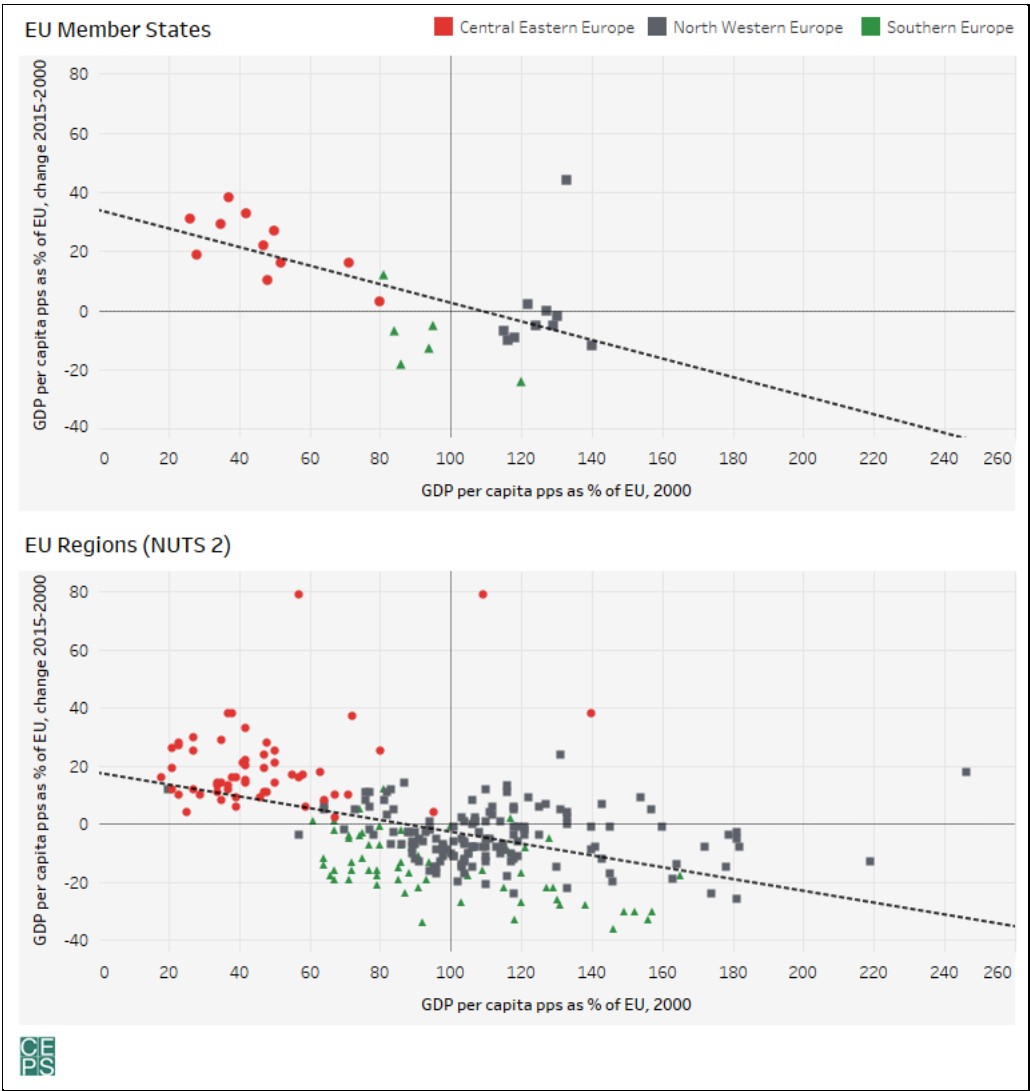 EU Member States
Central Eastern Europe North Western Europe Southern Europe
GDP per capita pps as % of EU, change 2015-2000
80
60
40
20
0
-20
-40
0 20 40 60 80 100 120 140 160 180 200 220 240 260
GDP per capita pps as % of EU, 2000
EU Regions (NUTS 2)
GDP per capita pps as % of EU, change 2015-2000
80
60
40
20
0
-20
-40
0 20 40 60 80 100 120 140 160 180 200 220 240 260
GDP per capita pps as % of EU, 2000
CE
PS